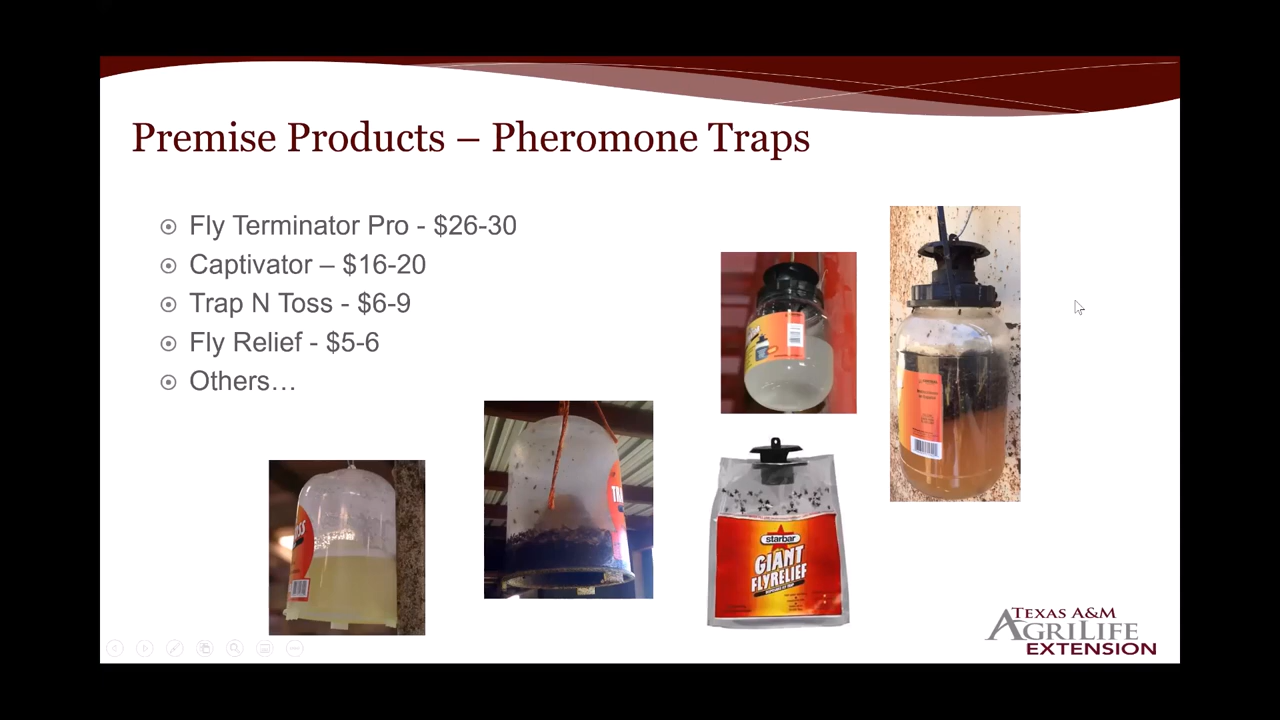 Premise Products – Pheromone Traps
Fly Terminator Pro - $26-30
Captivator – $16-20
Trap N Toss - $6-9
Fly Relief - $5-6
Others…
starbar
GIANT
FLYRELIEF
TEXAS A&M
AGRILIFE
EXTENSION